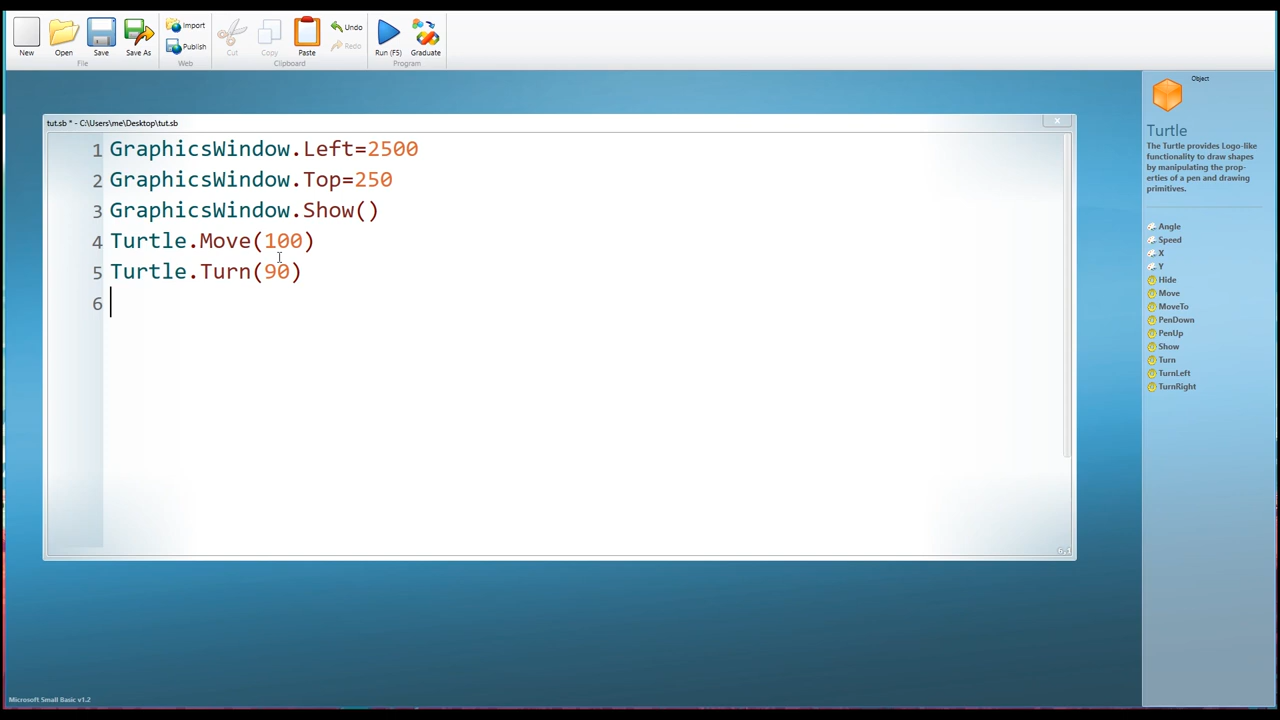 New
Open
Save
Save As
File
Import
Publish
Web
Cut
Copy
Paste
Clipboard
Undo
Redo
Run (F5)
Graduate
Program
tut.sb * - C:\Users\me\Desktop\tut.sb
x
1 GraphicsWindow.Left=2500
2 GraphicsWindow.Top=250
3 GraphicsWindow.Show()
4 Turtle.Move(100)
5 Turtle.Turn(90)
6
6,1
Object
Turtle
The Turtle provides Logo-like
functionality to draw shapes
by manipulating the prop-
erties of a pen and drawing
primitives.
Angle
Speed
X
Y
Hide
Move
MoveTo
PenDown
PenUp
Show
Turn
TurnLeft
TurnRight
Microsoft Small Basic v1.2